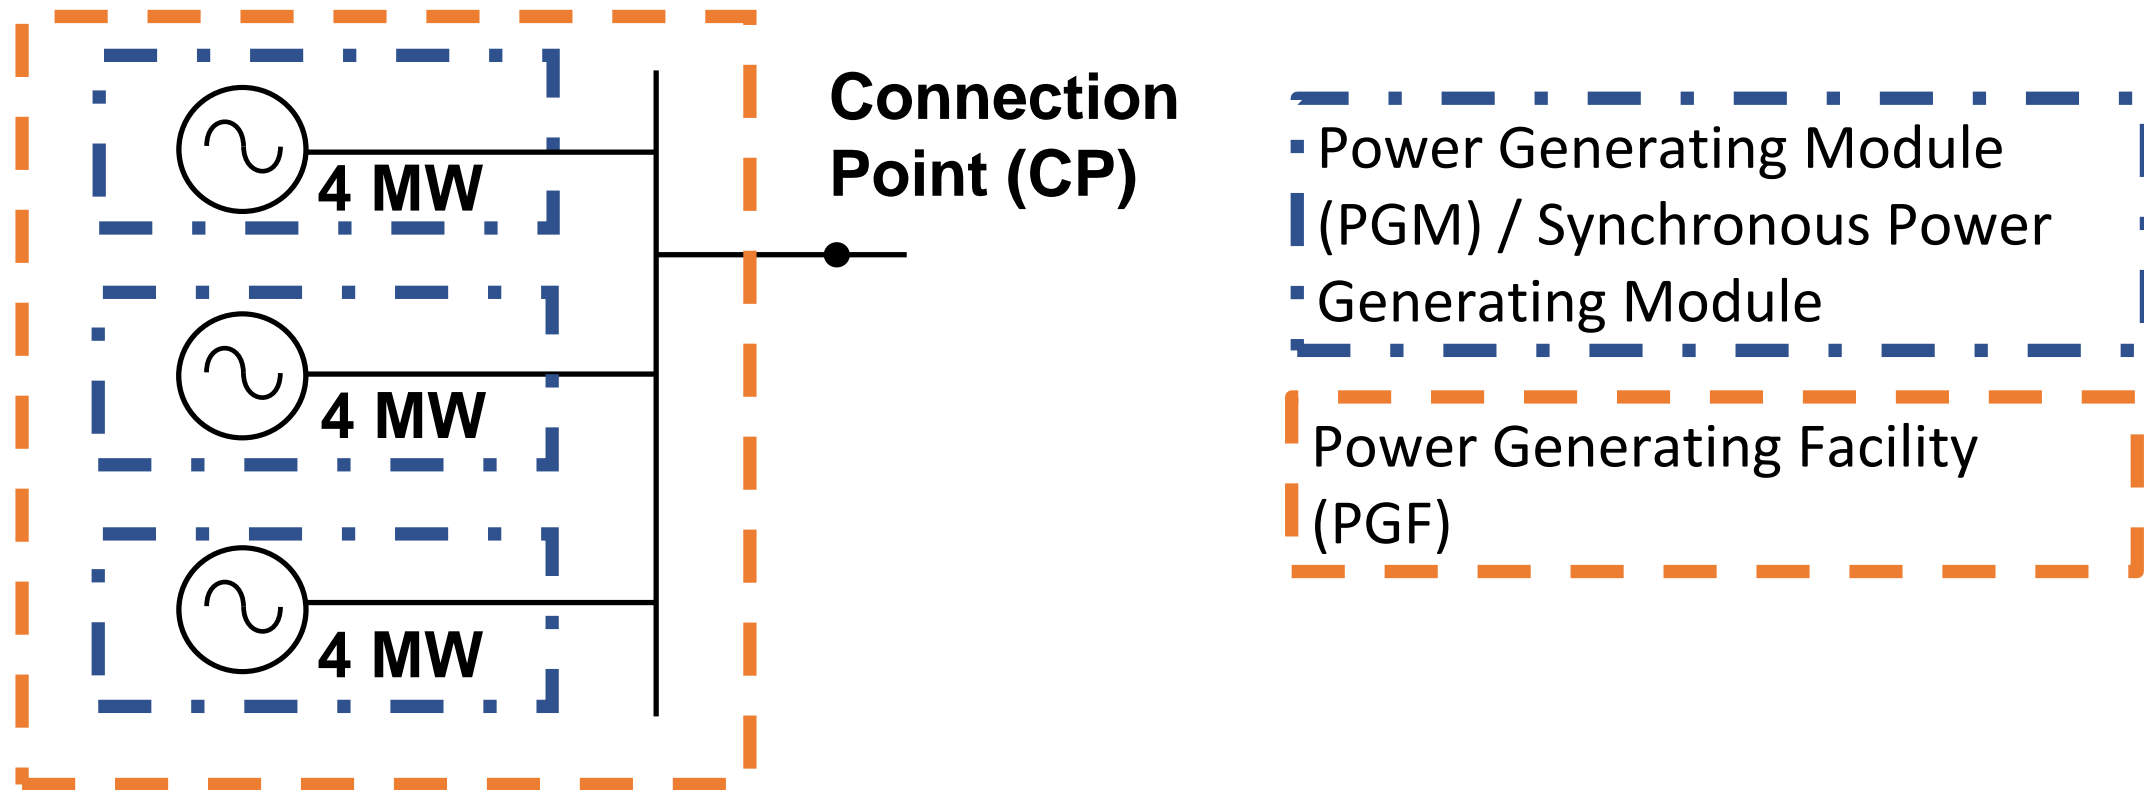 4 MW
4 MW
4 MW
Connection
Point (CP)
Power Generating Module
(PGM) / Synchronous Power
Generating Module
Power Generating Facility
(PGF)